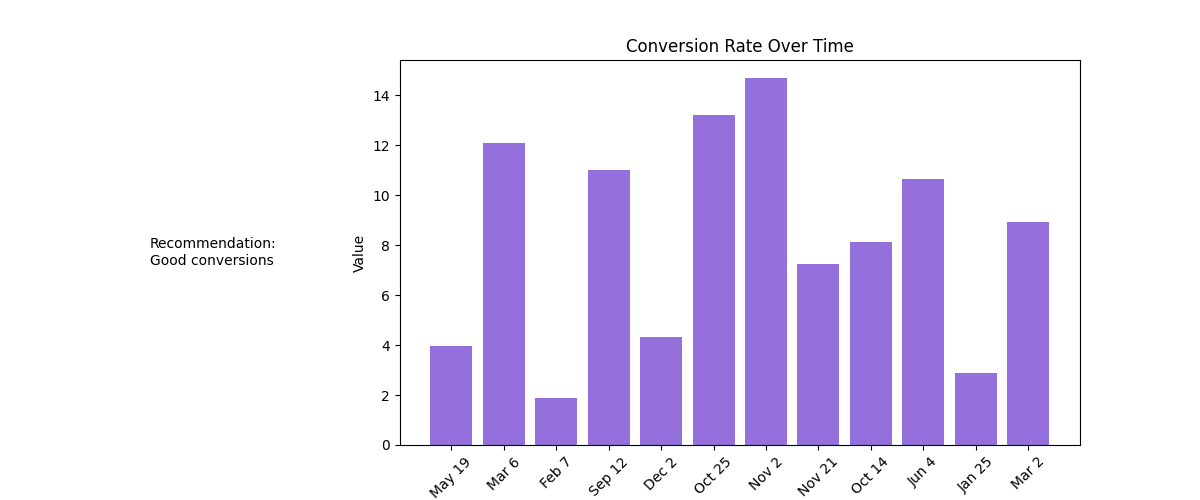 Conversion Rate Over Time
Recommendation:
Good conversions
Value
14
12
10
8
6
4
2
0
May 19
Mar 6
Feb 7
Sep 12
Dec 2
Oct 25
Nov 2
Nov 21
Oct 14
Jun 4
Jan 25
Mar 2